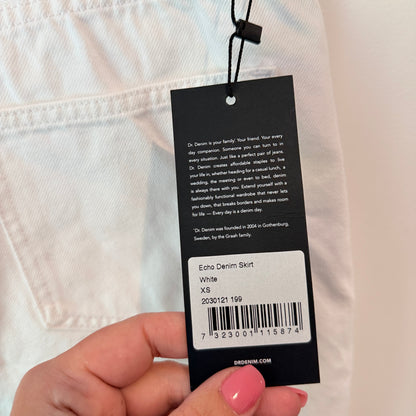 Dr. Denim is your family! Your friend. Your every
day companion. Someone you can turn to in
every situation. Just like a perfect pair of jeans,
Dr. Denim creates affordable staples to live
your life in, whether heading for a casual lunch, a
wedding, the meeting or even to bed, denim
is always there with you. Extend yourself with a
fashionably functional wardrobe that never lets
you down, that breaks borders and makes room
for life — Every day is a denim day.
*Dr. Denim was founded in 2004 in Gothenburg,
Sweden, by the Graah family.
Echo Denim Skirt
White
XS
2030121 199
7 323001 115874
DRDENIM.COM